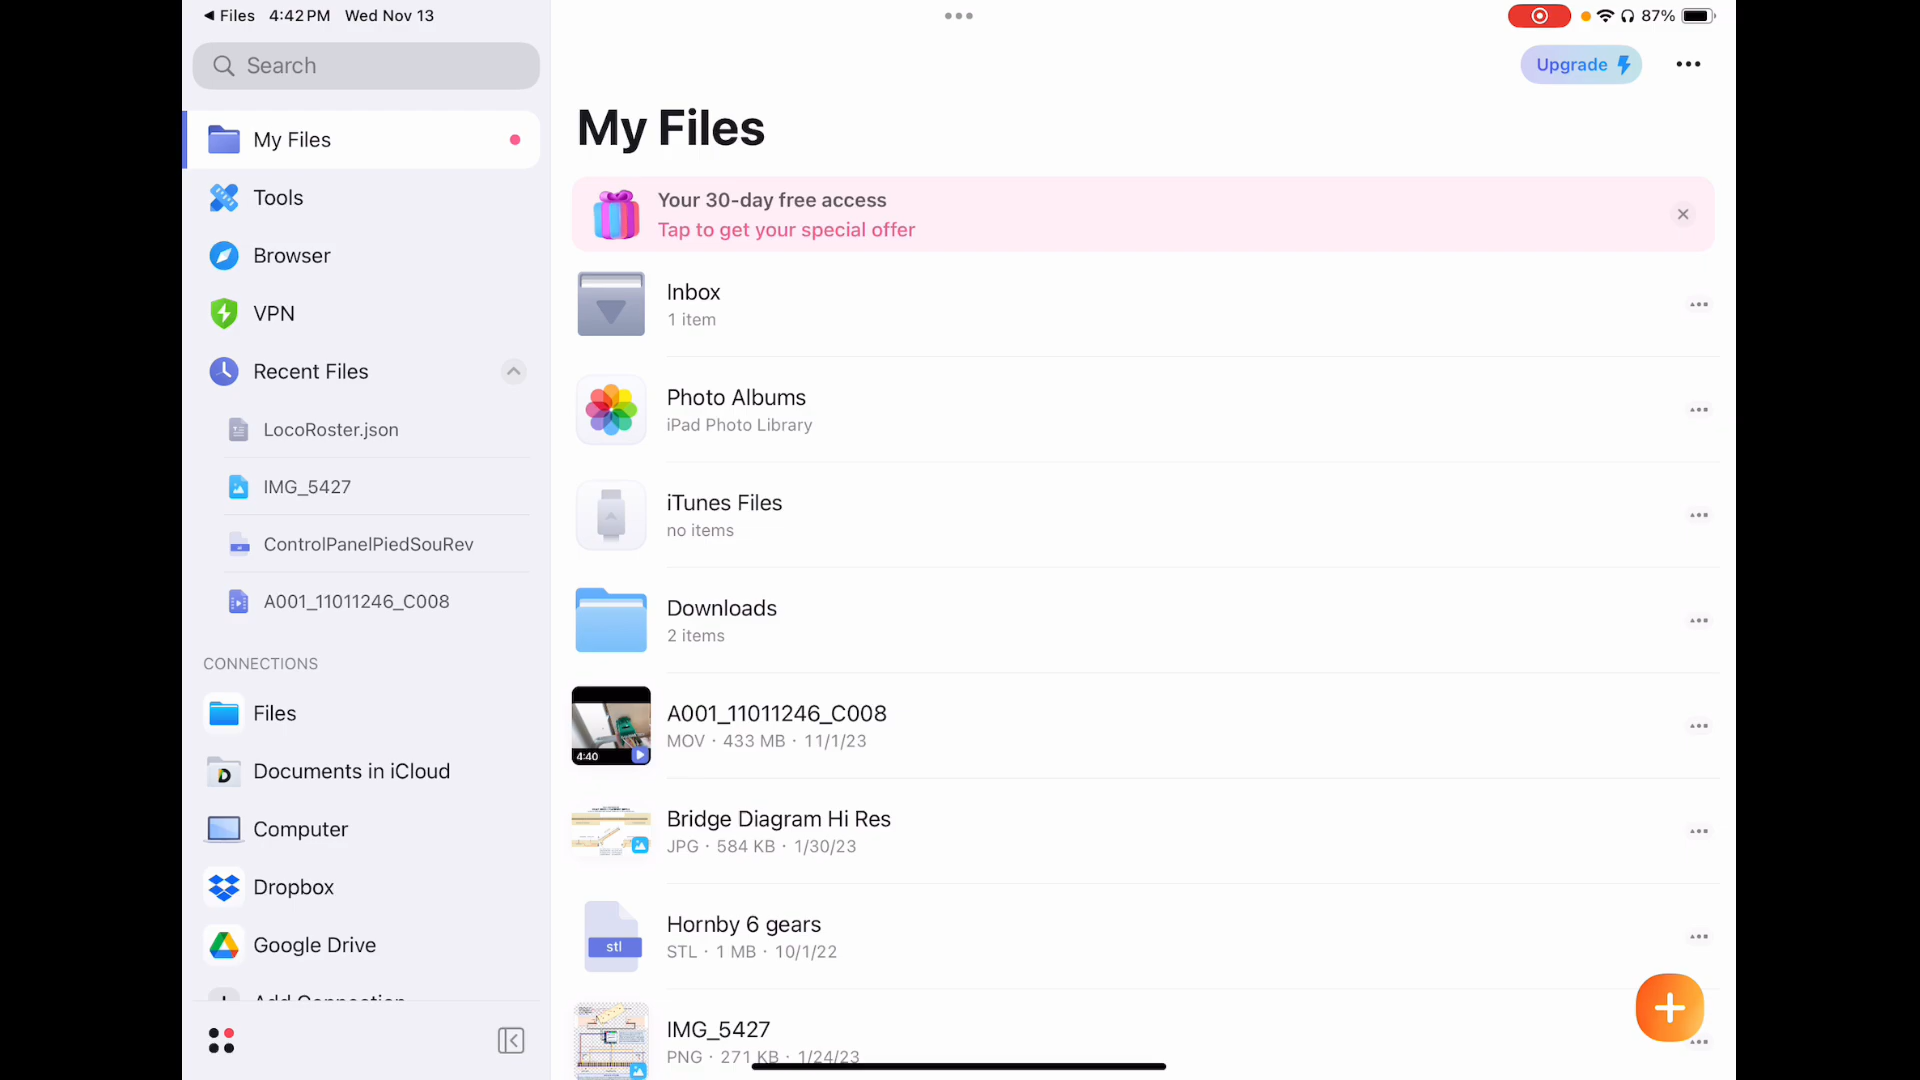 ◀ Files 4:42 PM Wed Nov 13
87%
Search
My Files
Tools
Browser
VPN
Recent Files
LocoRoster.json
IMG_5427
ControlPanelPiedSouRev
A001_11011246_C008
CONNECTIONS
Files
Documents in iCloud
Computer
Dropbox
Google Drive
Add Connection
Upgrade
My Files
Your 30-day free access
Tap to get your special offer
Inbox
1 item
Photo Albums
iPad Photo Library
iTunes Files
no items
Downloads
2 items
4:40
A001_11011246_C008
MOV · 433 MB · 11/1/23
Bridge Diagram Hi Res
JPG · 584 KB · 1/30/23
stl
Hornby 6 gears
STL · 1 MB · 10/1/22
IMG_5427
PNG · 271 KB · 1/24/23